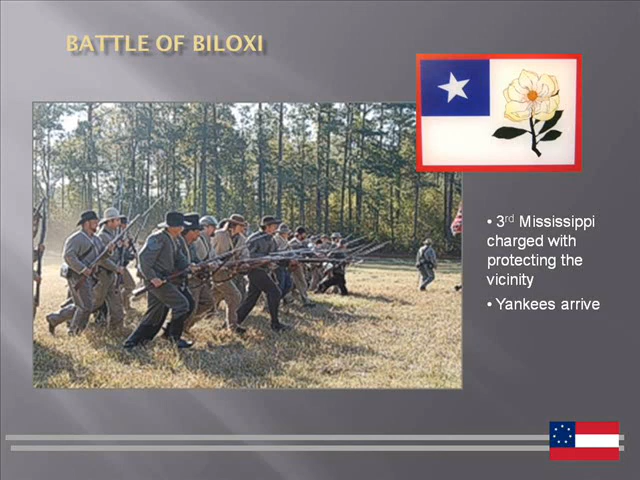 BATTLE OF BILOXI
• 3rd Mississippi
charged with
protecting the
vicinity
• Yankees arrive